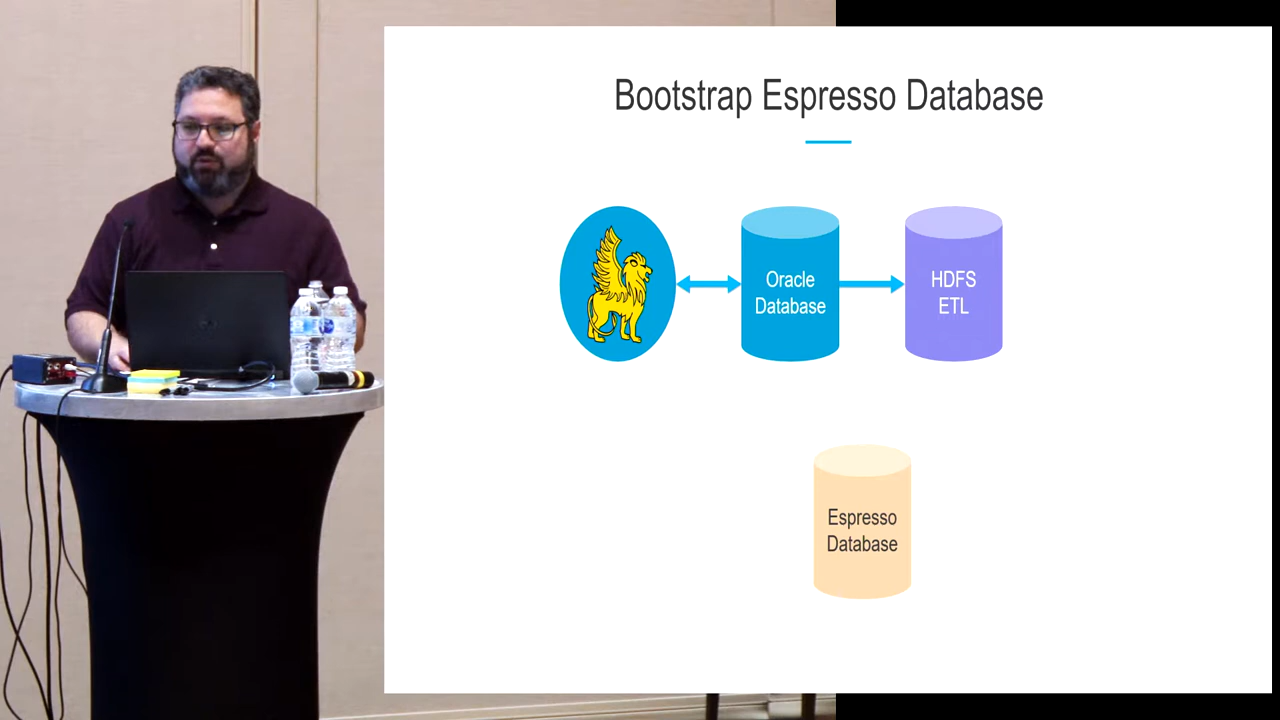 Bootstrap Espresso Database
Oracle
Database
HDFS
ETL
Espresso
Database